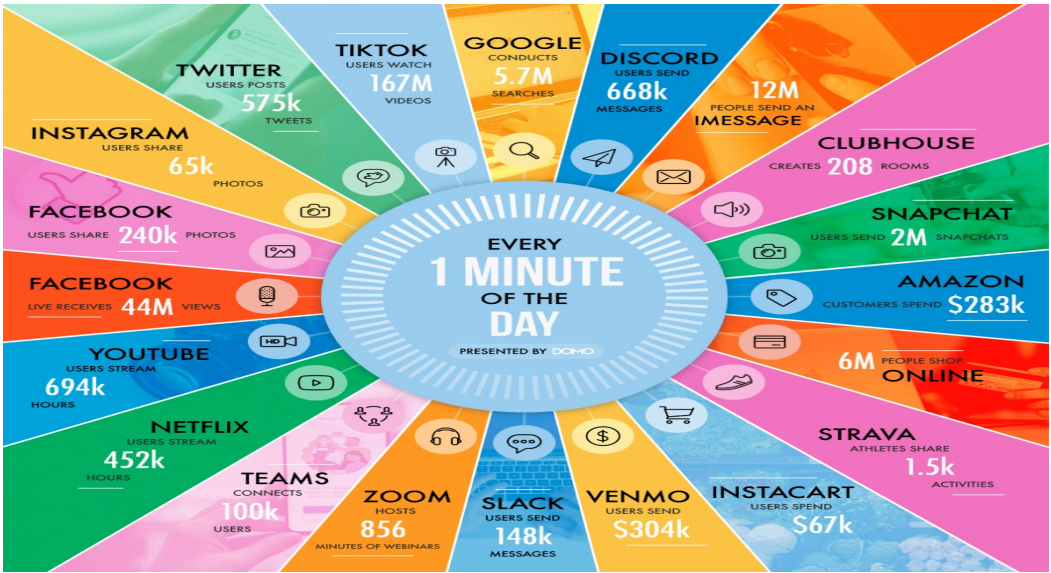 EVERY
1 MINUTE
OF THE
DAY
PRESENTED BY DOMO
TIKTOK
USERS WATCH
167M
VIDEOS
GOOGLE
CONDUCTS
5.7M
SEARCHES
DISCORD
USERS SEND
668k
MESSAGES
12M
PEOPLE SEND AN
IMESSAGE
CLUBHOUSE
CREATES 208 ROOMS
SNAPCHAT
USERS SEND 2M SNAPCHATS
AMAZON
CUSTOMERS SPEND $283k
6M PEOPLE SHOP
ONLINE
STRAVA
ATHLETES SHARE
1.5k
ACTIVITIES
INSTACART
USERS SPEND
$67k
VENMO
USERS SEND
$304k
SLACK
USERS SEND
148k
MESSAGES
ZOOM
HOSTS
856
MINUTES OF WEBINARS
TEAMS
CONNECTS
100k
USERS
NETFLIX
USERS STREAM
452k
HOURS
YOUTUBE
USERS STREAM
694k
HOURS
FACEBOOK
LIVE RECEIVES 44M VIEWS
FACEBOOK
USERS SHARE 240k PHOTOS
INSTAGRAM
USERS SHARE
65k
PHOTOS
TWITTER
USERS POSTS
575k
TWEETS
HD
$